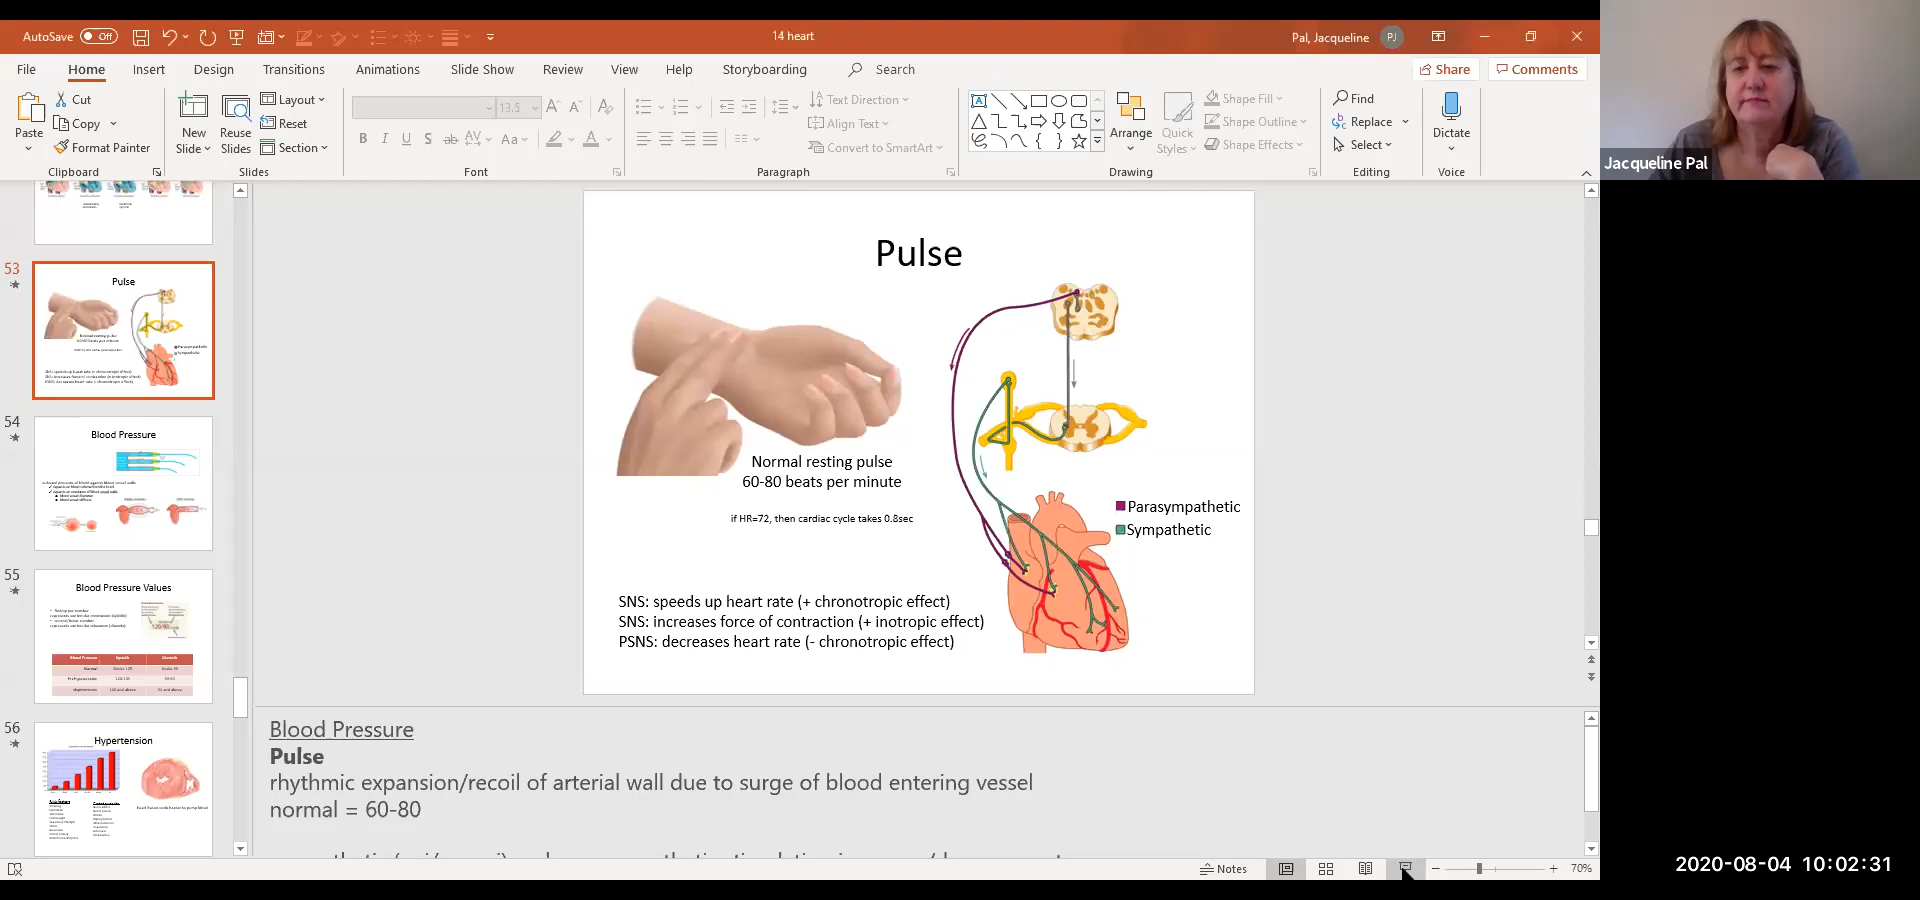 AutoSave Off
14 heart
Pal, Jacqueline PJ
File Home Insert Design Transitions Animations Slide Show Review View Help Storyboarding Search
Share Comments
Paste
Cut
Copy
Format Painter
Clipboard
New Slide
Reuse Slides
Layout
Reset
Section
Slides
13.5
B I U S ab AV Aa A
Font
Text Direction
Align Text
Convert to SmartArt
Paragraph
Arrange
Quick Styles
Shape Fill
Shape Outline
Shape Effects
Drawing
Find
Replace
Select
Editing
Dictate
Voice
Jacqueline Pal
53
Pulse
54
Blood Pressure
55
Blood Pressure Values
56
Hypertension
Pulse
Normal resting pulse
60-80 beats per minute
if HR=72, then cardiac cycle takes 0.8sec
Parasympathetic
Sympathetic
SNS: speeds up heart rate (+ chronotropic effect)
SNS: increases force of contraction (+ inotropic effect)
PSNS: decreases heart rate (- chronotropic effect)
Blood Pressure
Pulse
rhythmic expansion/recoil of arterial wall due to surge of blood entering vessel
normal = 60-80
Notes
70%
2020-08-04 10:02:31